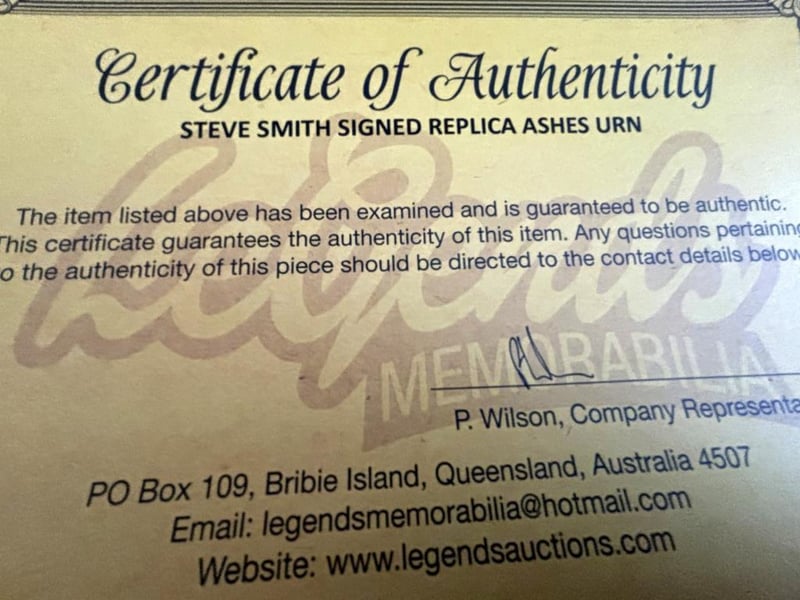 Certificate of Authenticity
STEVE SMITH SIGNED REPLICA ASHES URN
The item listed above has been examined and is guaranteed to be authentic.
This certificate guarantees the authenticity of this item. Any questions pertaining
to the authenticity of this piece should be directed to the contact details below
Legends
MEMORABILIA
P. Wilson, Company Representa
PO Box 109, Bribie Island, Queensland, Australia 4507
Email: legendsmemorabilia@hotmail.com
Website: www.legendsauctions.com